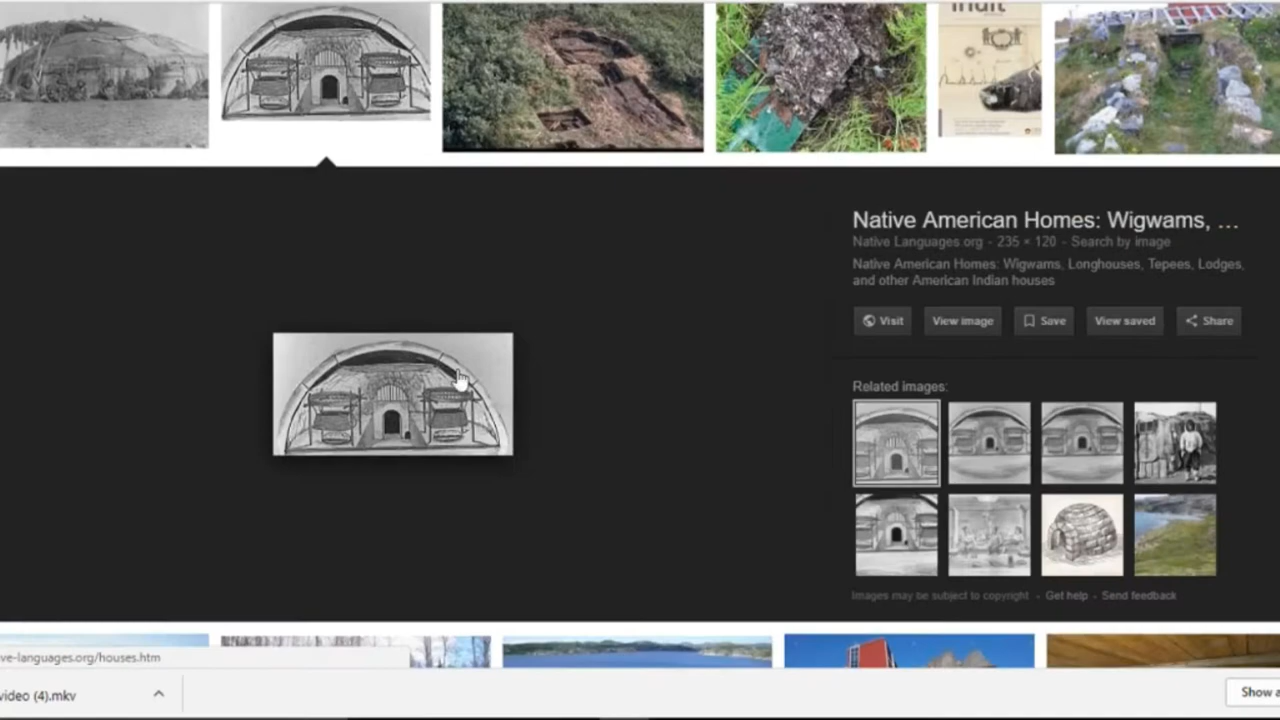 inuit
Native American Homes: Wigwams, ...
Native Languages.org - 235 × 120 - Search by image
Native American Homes: Wigwams, Longhouses, Tepees, Lodges,
and other American Indian houses
Visit
View image
Save
View saved
Share
Related images:
Images may be subject to copyright - Get help - Send feedback
ve-languages.org/houses.htm
video (4).mkv
Show a